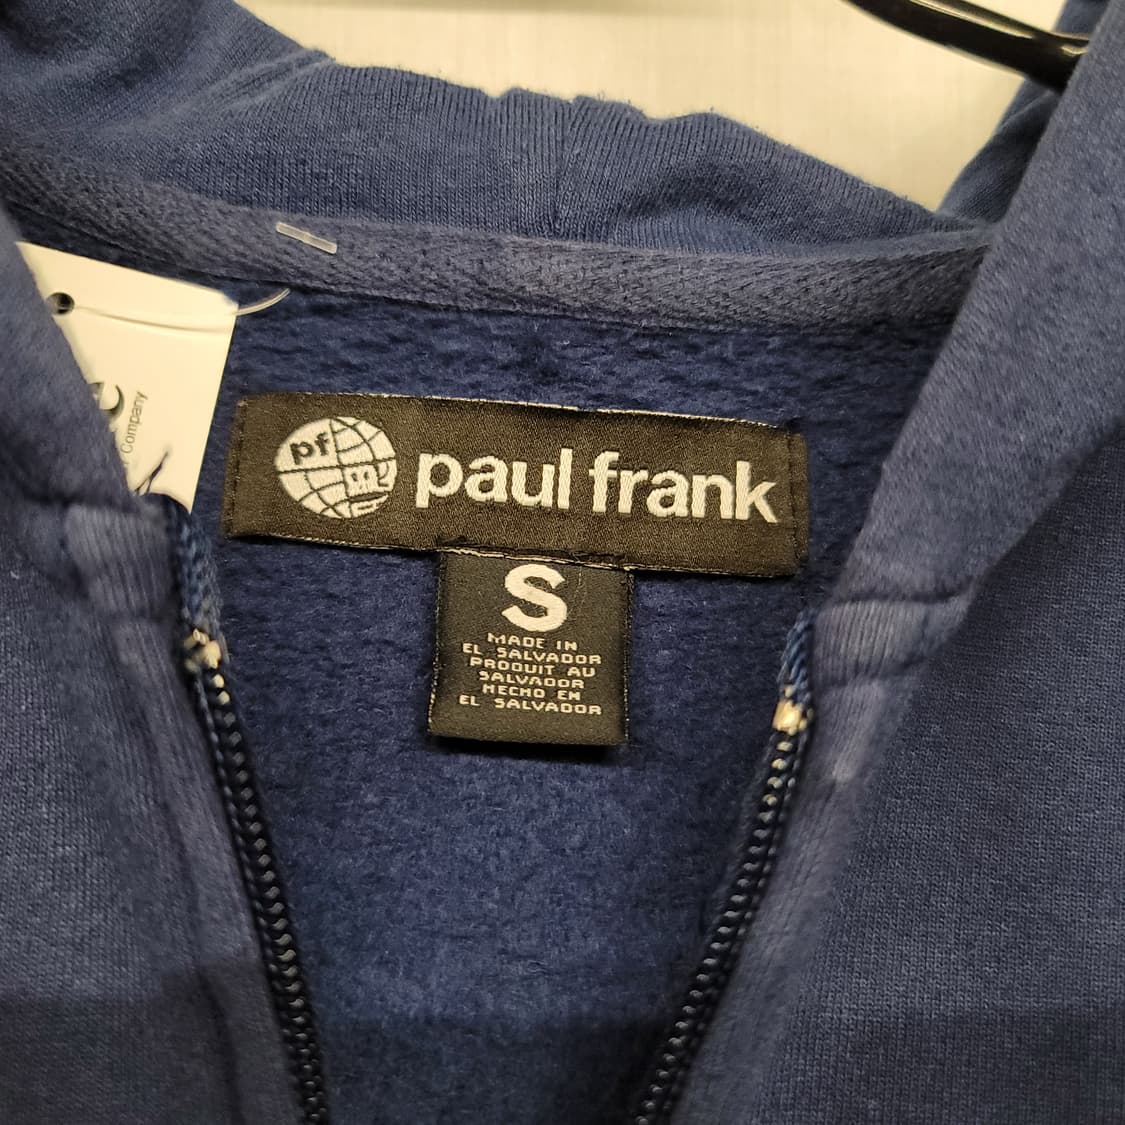 Company
pf
paul frank
S
MADE IN
EL SALVADOR
PRODUIT AU
SALVADOR
HECHO EN
EL SALVADOR